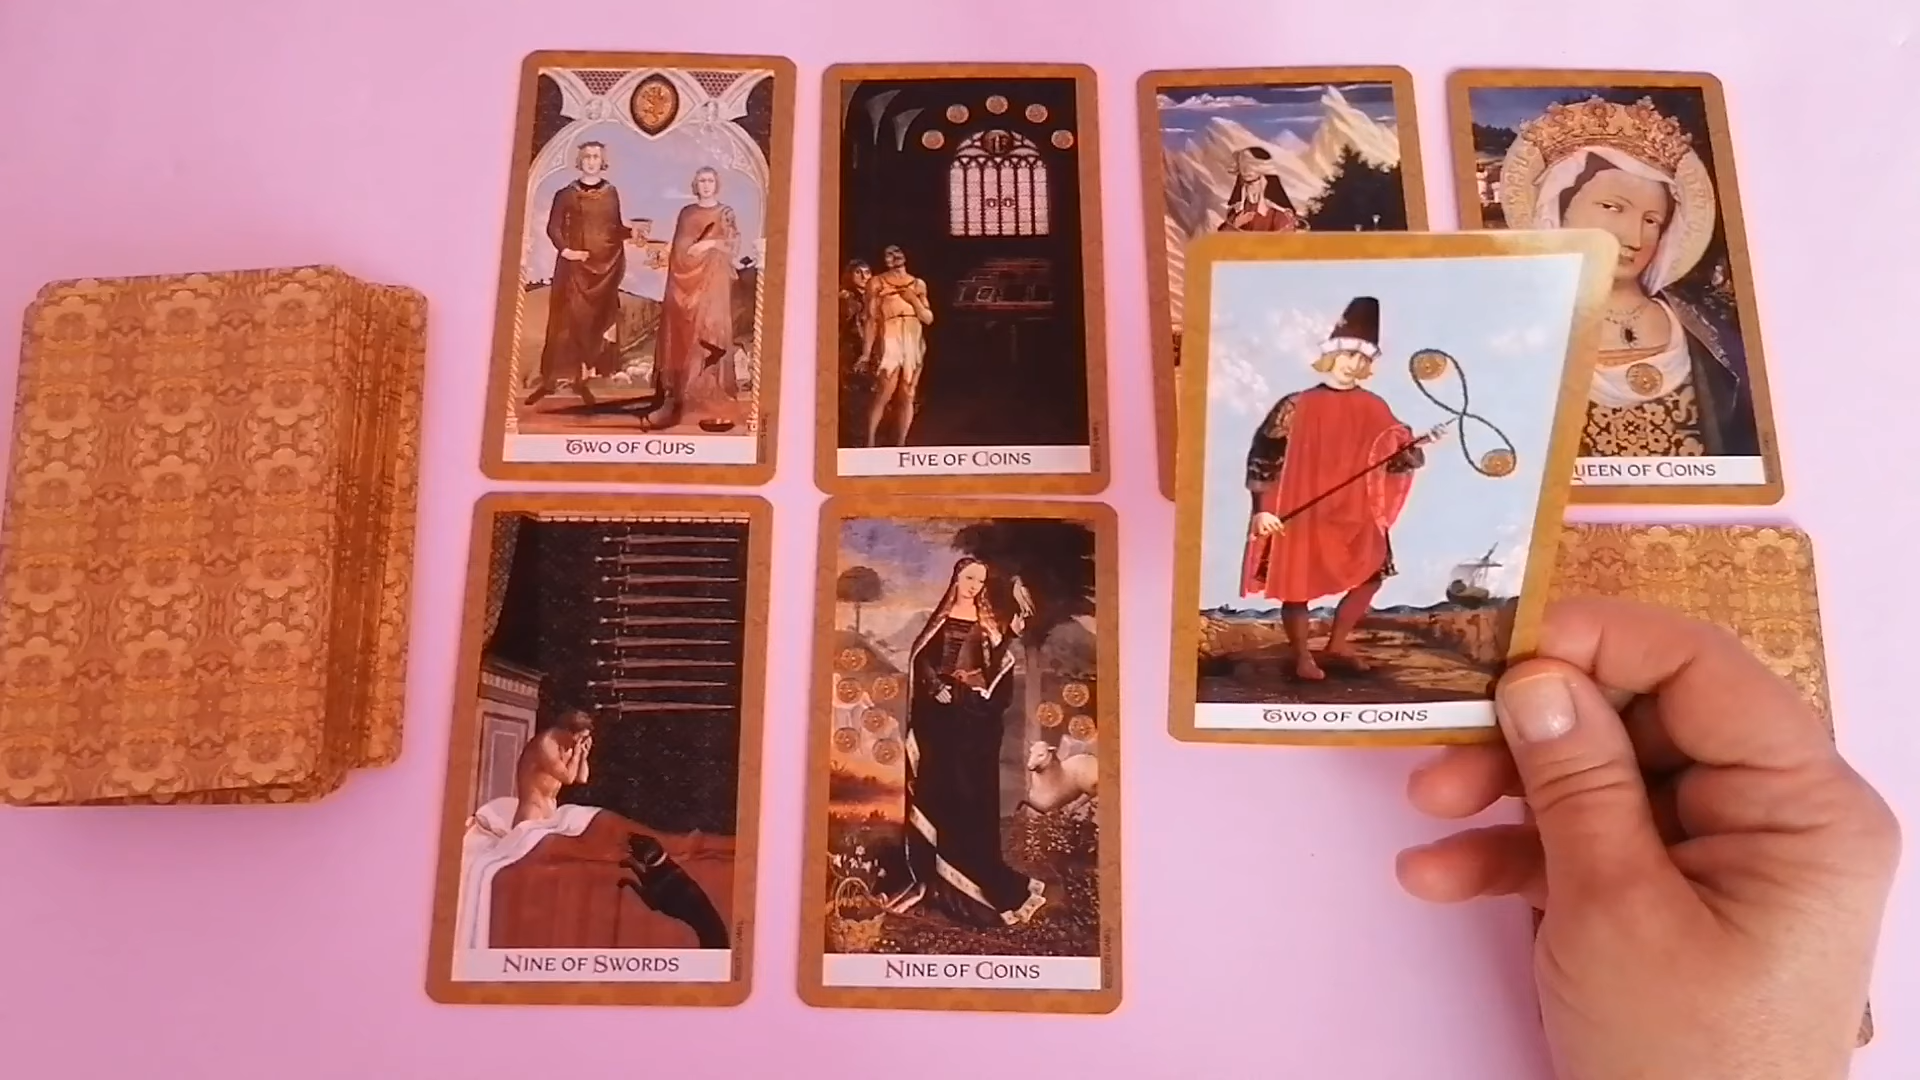 TWO OF CUPS
FIVE OF COINS
QUEEN OF COINS
TWO OF COINS
NINE OF SWORDS
NINE OF COINS